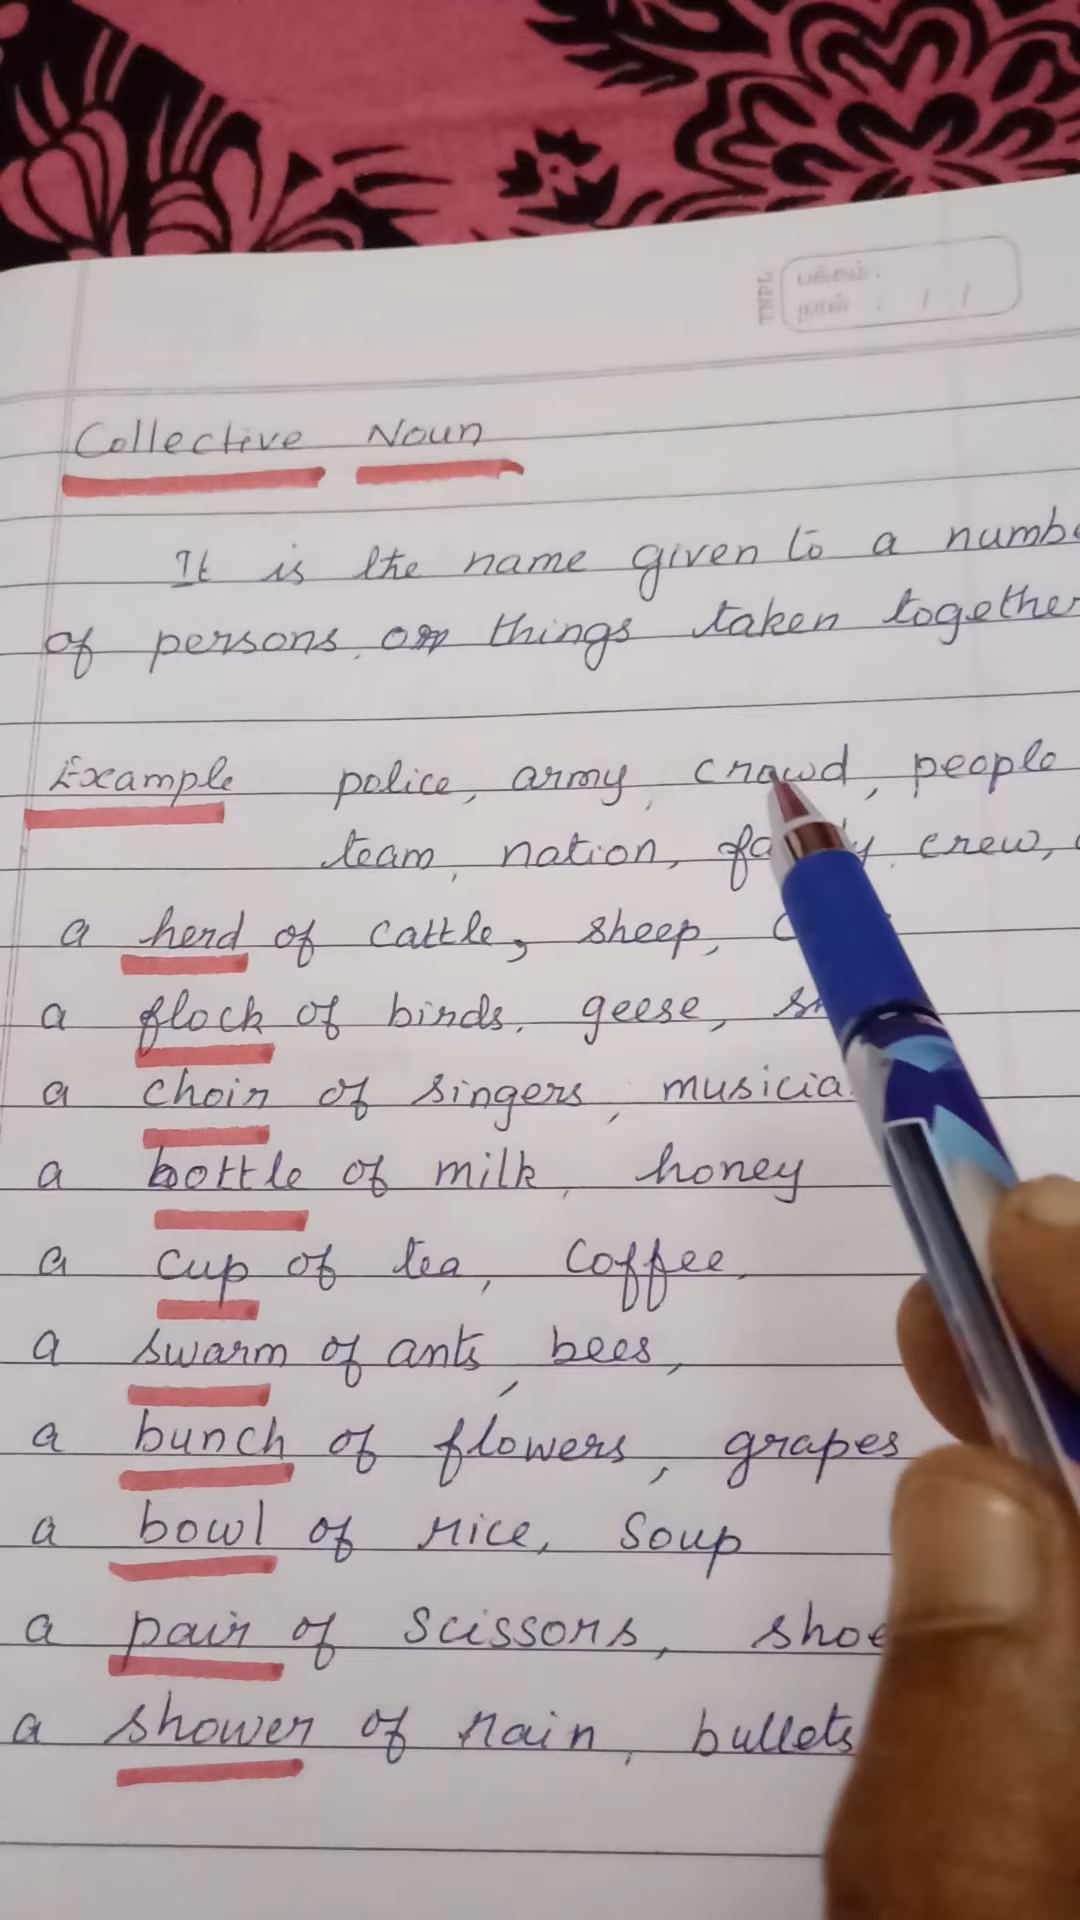 TNPL
பக்கம் :
நாள் : / /
Collective Noun
It is the name given to a
of persons or things taken together
Example police, army, crowd, people
team, nation, crew,
a herd of cattle, sheep,
a flock of birds, geese,
a choir of singers,
a bottle of milk, honey
a cup of tea, coffee,
a swarm of ants, bees,
a bunch of flowers, grapes
a bowl of rice, soup
a pair of scissors,
a shower of rain, bullets